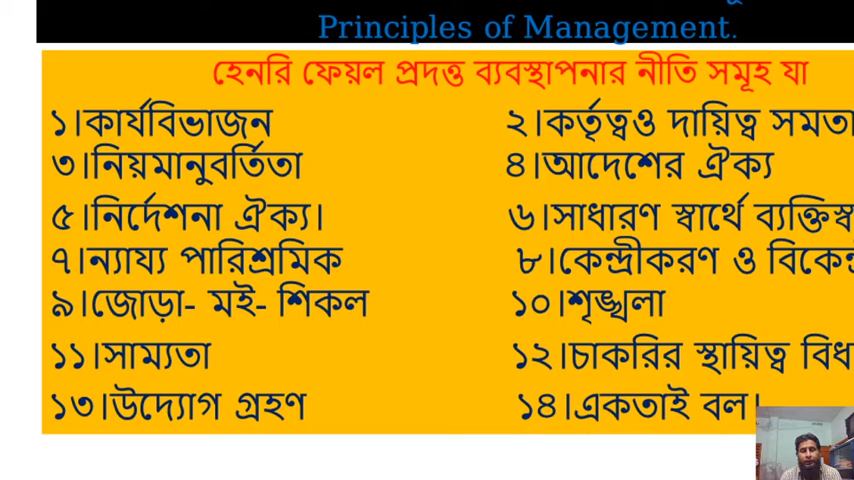 Principles of Management.
হেনরি ফেয়ল প্রদত্ত ব্যবস্থাপনার নীতি সমূহ যা
১।কার্যবিভাজন ২।কর্তৃত্বও দায়িত্ব সমতা
৩।নিয়মানুবর্তিতা ৪।আদেশের ঐক্য
৫।নির্দেশনা ঐক্য। ৬।সাধারণ স্বার্থে
৭।ন্যায্য পারিশ্রমিক ৮।কেন্দ্রীকরণ ও
৯।জোড়া- মই- শিকল ১০।শৃঙ্খলা
১১।সাম্যতা ১২।চাকরির স্থায়িত্ব
১৩।উদ্যোগ গ্রহণ ১৪।একতাই বল।